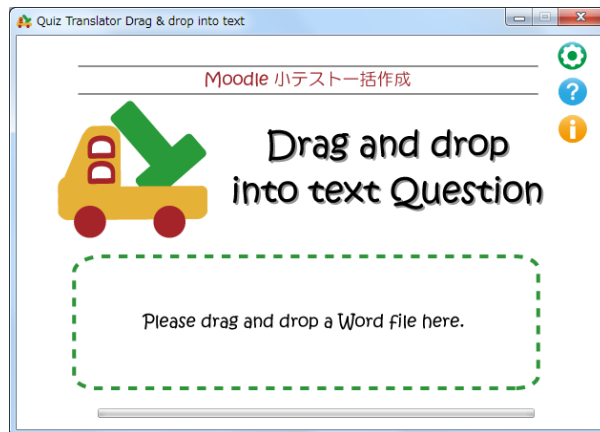 Quiz Translator Drag & drop into text
Moodle 小テスト一括作成
Drag and drop
into text Question
Please drag and drop a Word file here.